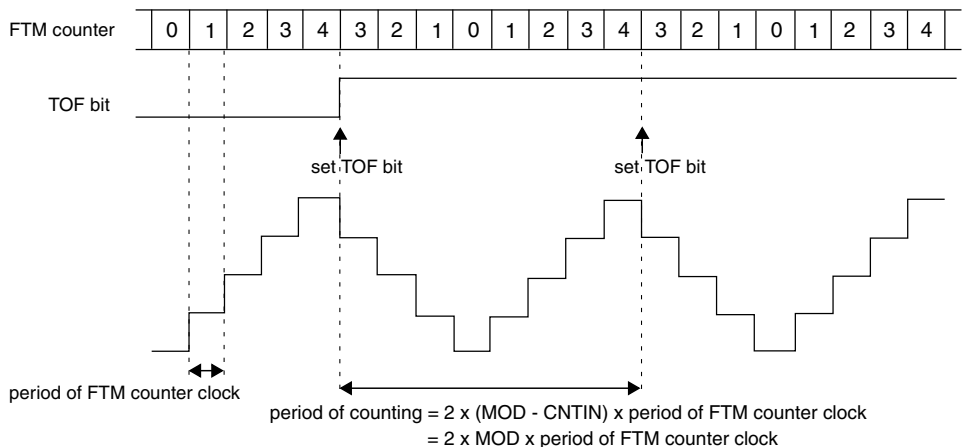 FTM counter 0 1 2 3 4 3 2 1 0 1 2 3 4 3 2 1 0 1 2 3 4
TOF bit
set TOF bit set TOF bit
period of FTM counter clock
period of counting = 2 x (MOD - CNTIN) x period of FTM counter clock
= 2 x MOD x period of FTM counter clock